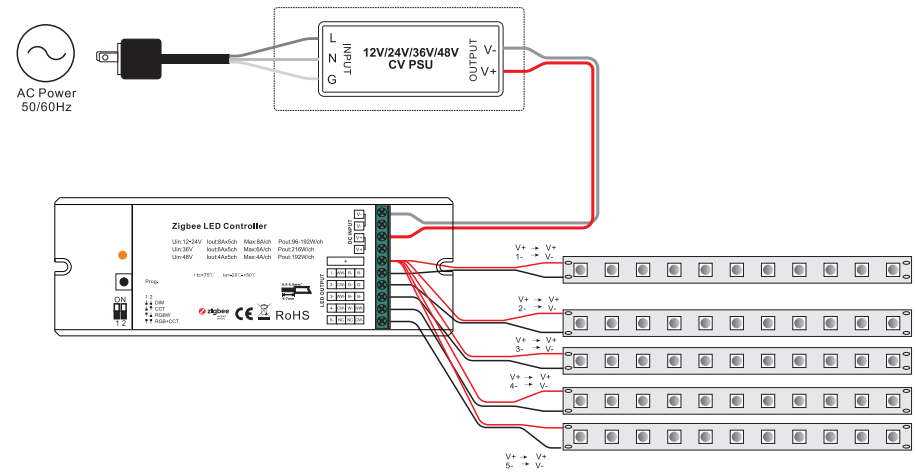 AC Power
50/60Hz
L
N
G
INPUT
12V/24V/36V/48V
CV PSU
OUTPUT
V-
V+
Zigbee LED Controller
Uin:12-24V Iout:8Ax5ch Max:8A/ch Pout:96-192W/ch
Uin:36V Iout:6Ax5ch Max:6A/ch Pout:216W/ch
Uin:48V Iout:4Ax5ch Max:4A/ch Pout:192W/ch
Prog.
ON
1 2
1 2
DIM
CCT
RGBW
RGB+CCT
zigbee
CE
RoHS
DC INPUT
V-
V-
V+
V+
LED OUTPUT
+
V+ → V+
1- → V-
V+ → V+
2- → V-
V+ → V+
3- → V-
V+ → V+
4- → V-
V+ → V+
5- → V-